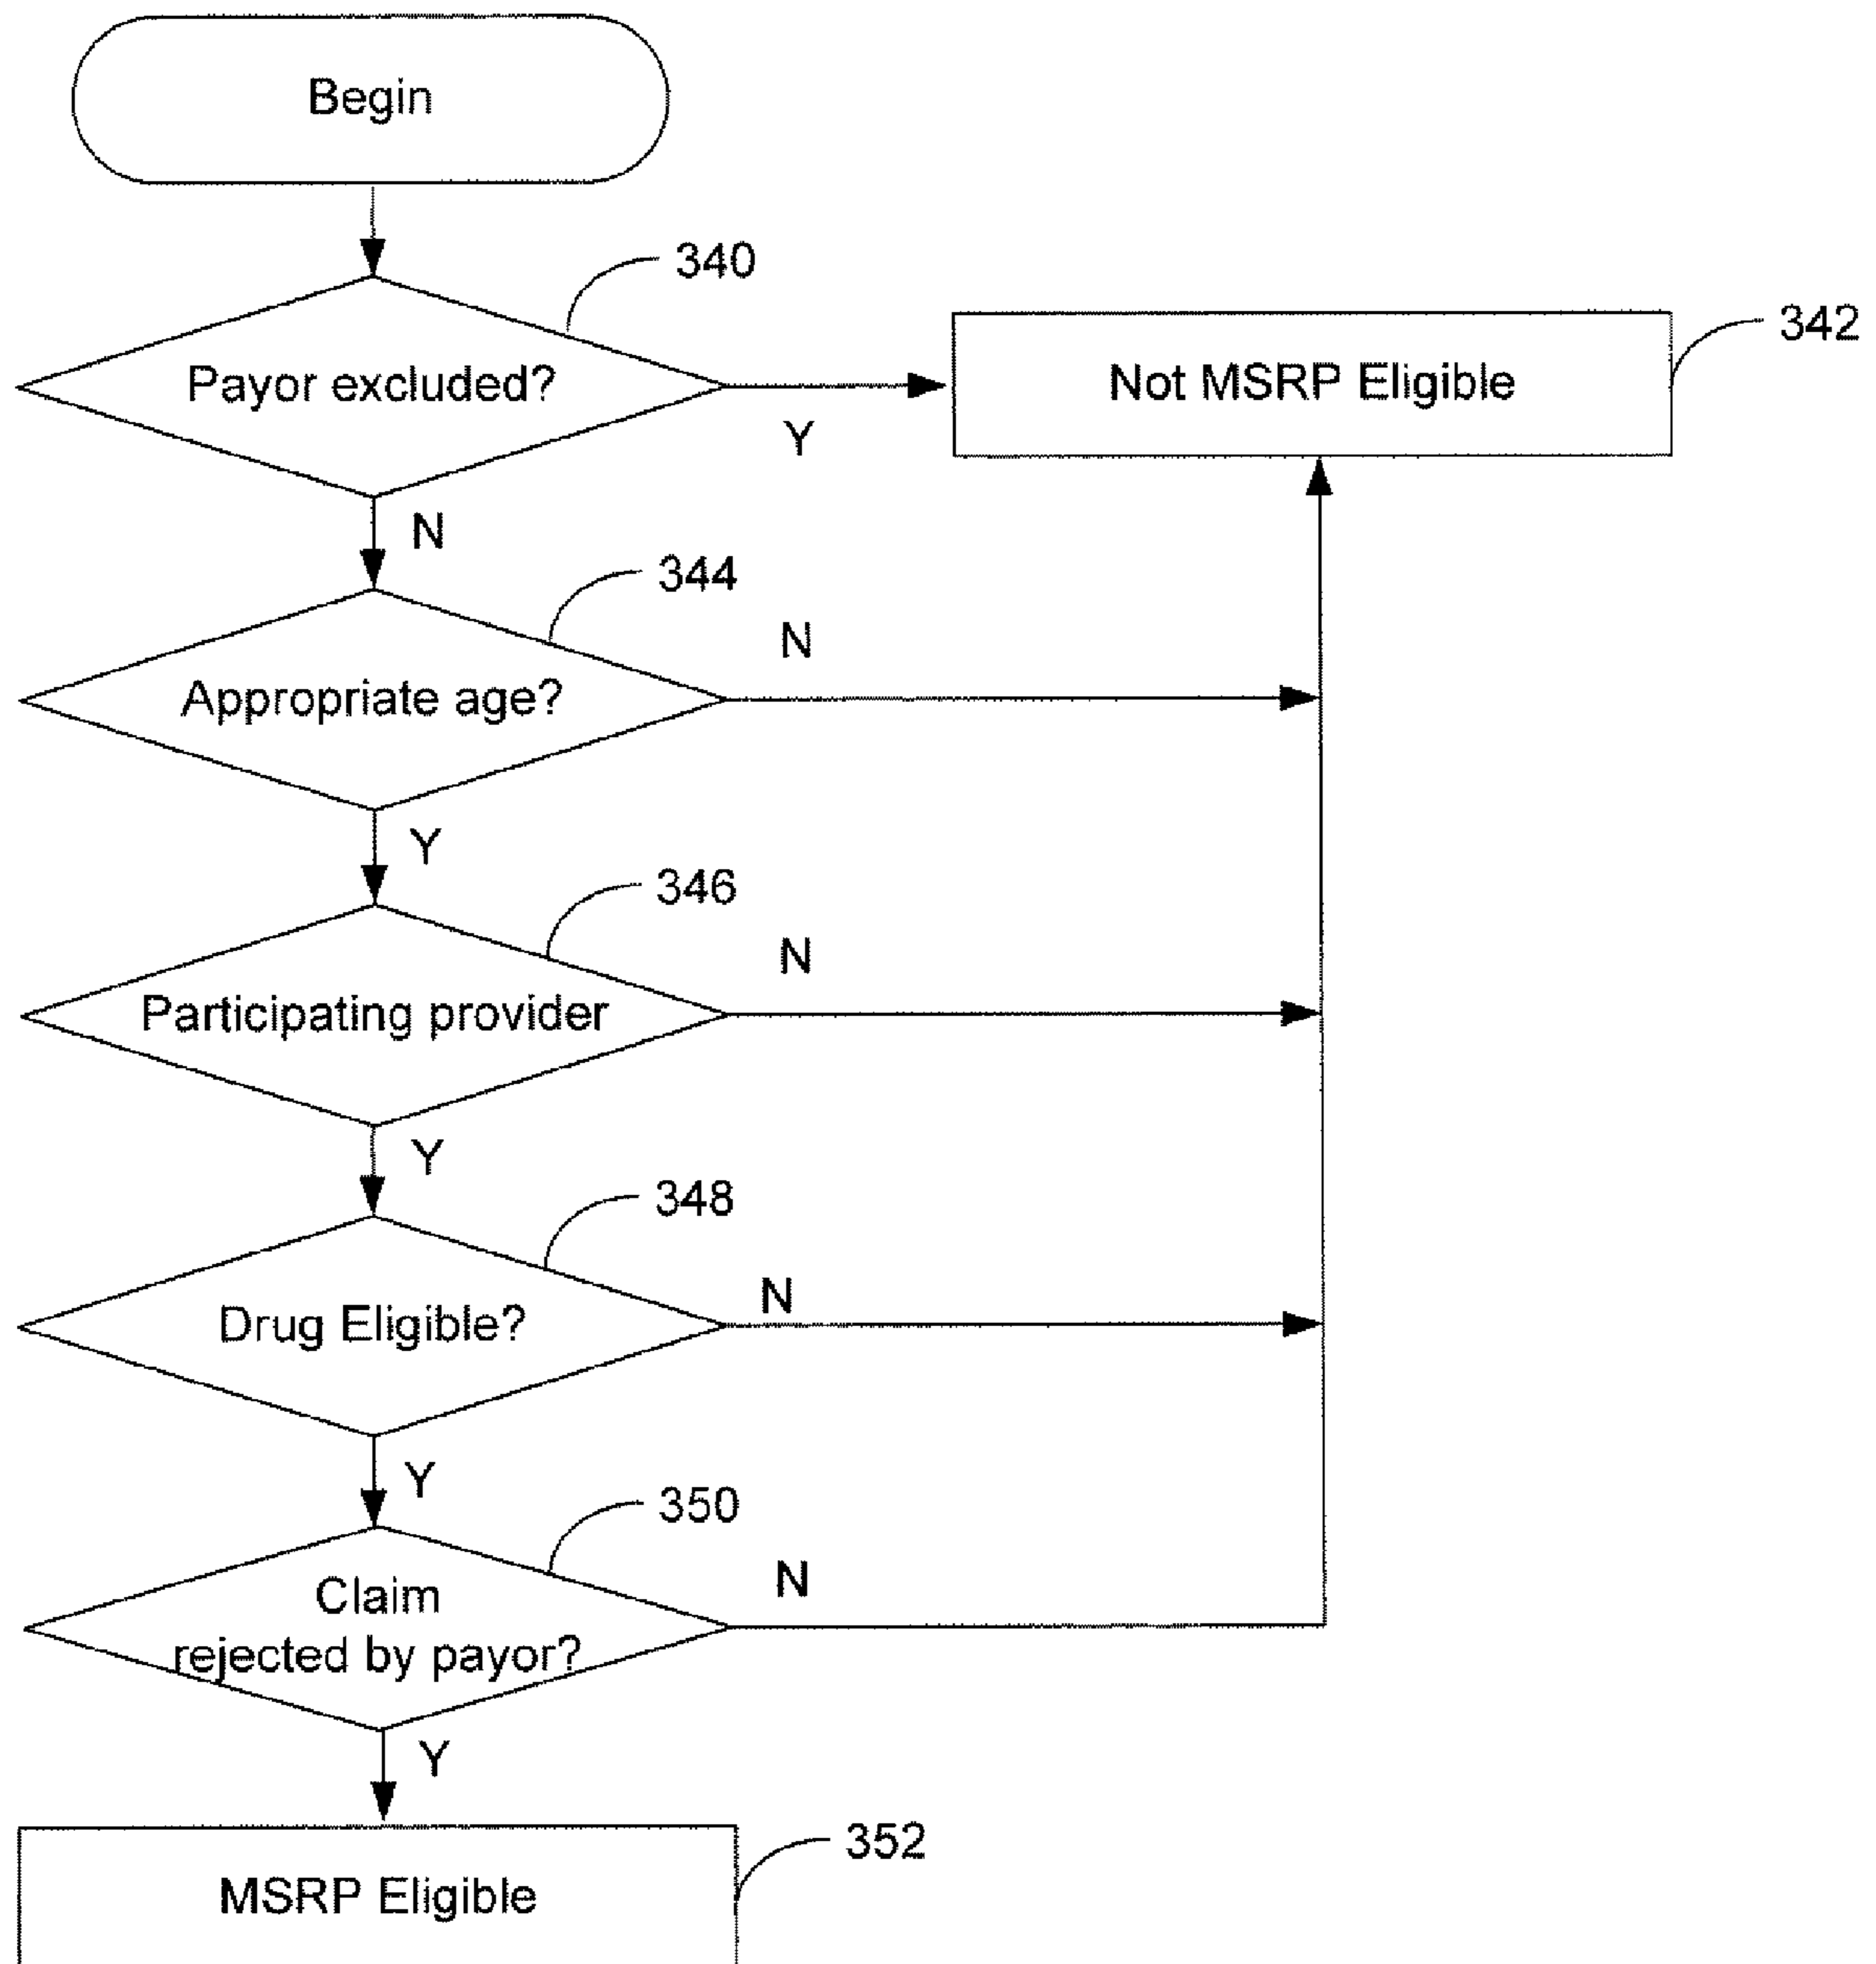 Begin
340
Payor excluded?
Y
Not MSRP Eligible
342
N
344
Appropriate age?
N
Y
346
Participating provider
N
Y
348
Drug Eligible?
N
Y
350
Claim
rejected by payor?
N
Y
352
MSRP Eligible